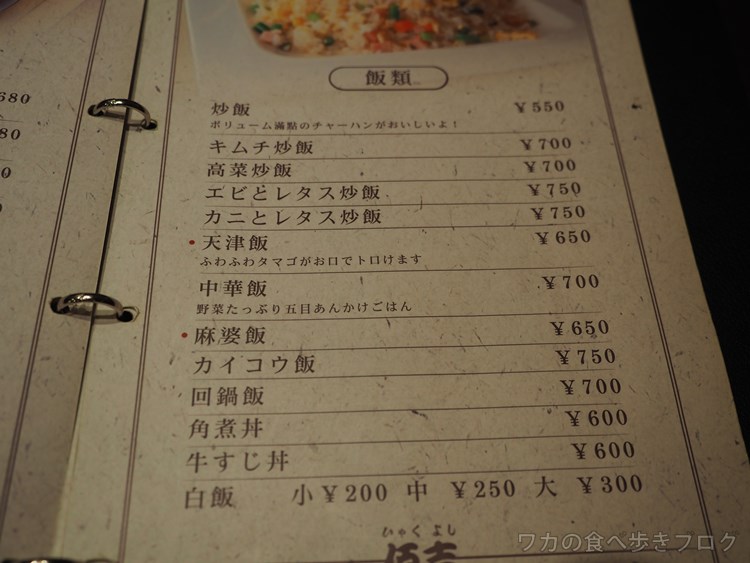 680
80
0
飯類
炒飯 ¥550
ボリューム満點のチャーハンがおいしいよ！
キムチ炒飯 ¥700
高菜炒飯 ¥700
エビとレタス炒飯 ¥750
カニとレタス炒飯 ¥750
天津飯 ¥650
ふわふわタマゴがお口でトロけます
中華飯 ¥700
野菜たっぷり五目あんかけごはん
麻婆飯 ¥650
カイコウ飯 ¥750
回鍋飯 ¥700
角煮丼 ¥600
牛すじ丼 ¥600
白飯 小¥200 中 ¥250 大 ¥300
ひゃく よし
ワカの食べ歩きブログ